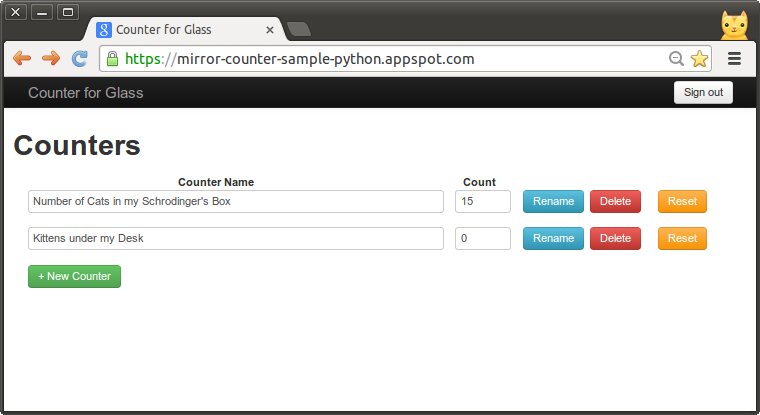 Counter for Glass
https://mirror-counter-sample-python.appspot.com
Counter for Glass Sign out
Counters
Counter Name Count
Number of Cats in my Schrodinger's Box 15 Rename Delete Reset
Kittens under my Desk 0 Rename Delete Reset
+ New Counter